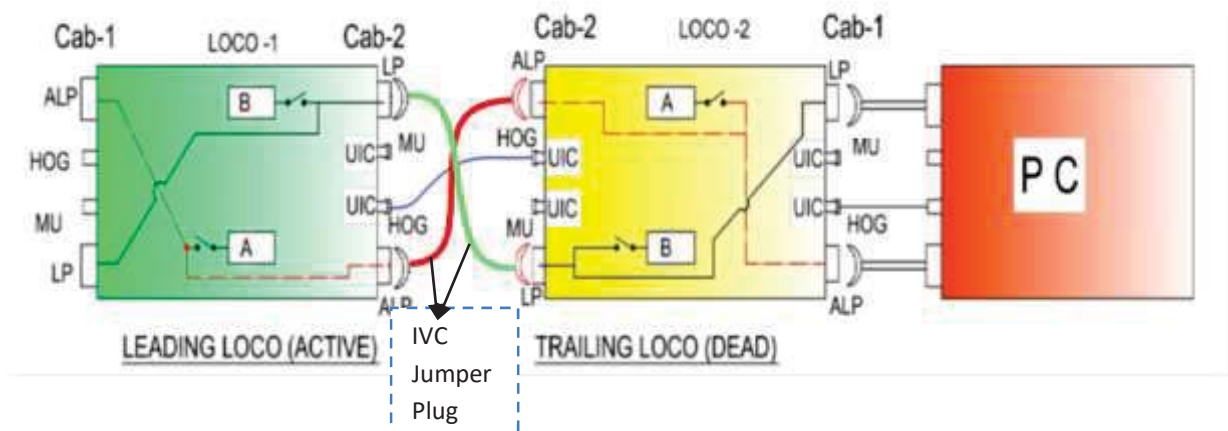 Cab-1
LOCO -1
Cab-2
Cab-2
LOCO -2
Cab-1
LP
ALP
LP
ALP
B
A
MU
HOG
MU
HOG
UIC
UIC
UIC
P C
MU
UIC
HOG
UIC
UIC
HOG
MU
LP
A
B
ALP
LP
ALP
LEADING LOCO (ACTIVE)
TRAILING LOCO (DEAD)
IVC
Jumper
Plug